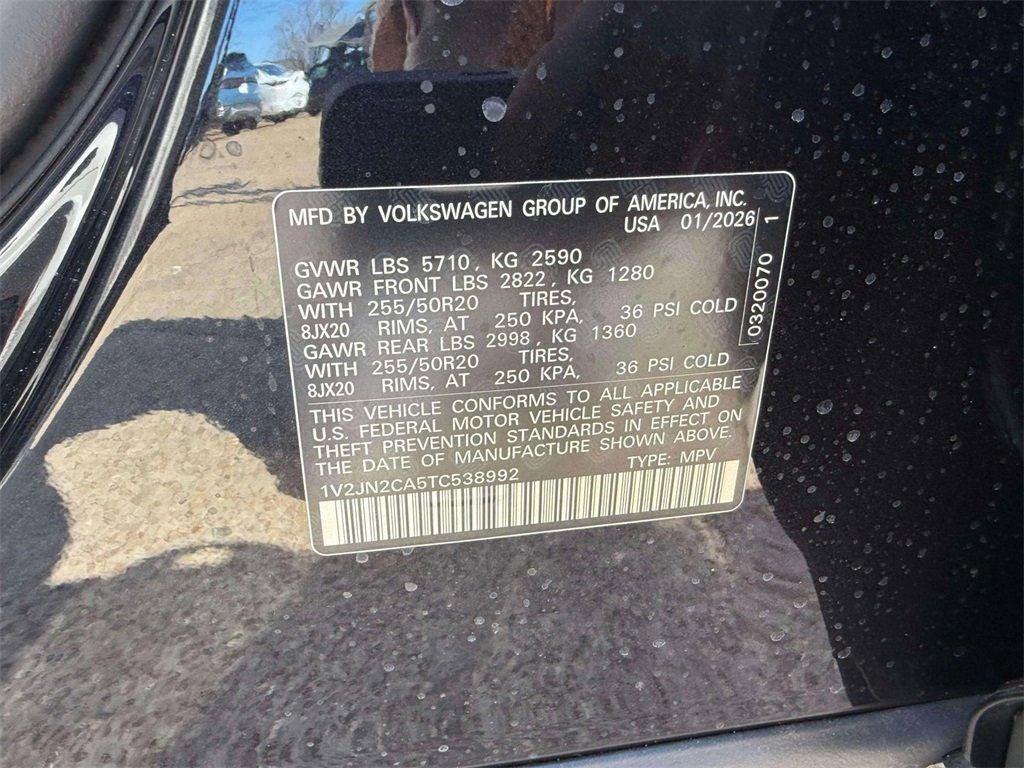 MFD BY VOLKSWAGEN GROUP OF AMERICA, INC.
USA 01/2026
GVWR LBS 5710, KG 2590
GAWR FRONT LBS 2822, KG 1280
WITH 255/50R20 TIRES,
8JX20 RIMS, AT 250 KPA, 36 PSI COLD
GAWR REAR LBS 2998, KG 1360
WITH 255/50R20 TIRES,
8JX20 RIMS, AT 250 KPA, 36 PSI COLD
THIS VEHICLE CONFORMS TO ALL APPLICABLE
U.S. FEDERAL MOTOR VEHICLE SAFETY AND
THEFT PREVENTION STANDARDS IN EFFECT ON
THE DATE OF MANUFACTURE SHOWN ABOVE.
TYPE: MPV
1V2JN2CA5TC538992
0320070 1